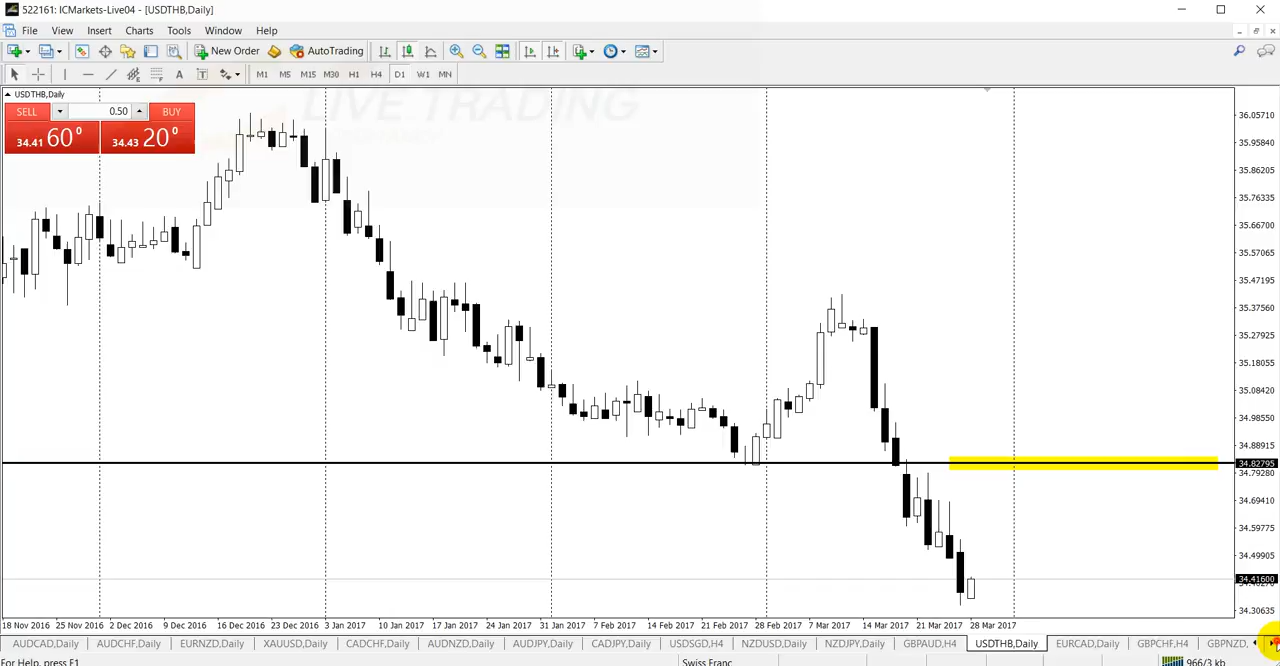 522161: ICMarkets-Live04 - [USDTHB,Daily]
File View Insert Charts Tools Window Help
New Order AutoTrading
A T M1 M5 M15 M30 H1 H4 D1 W1 MN
USDTHB,Daily
LIVE TRADING
SELL 0.50 BUY
34.41 60 0 34.43 20 0
36.05710
35.95840
35.86205
35.76335
35.66700
35.57065
35.47195
35.37560
35.27925
35.18055
35.08420
34.98550
34.88915
34.82795
34.79280
34.69410
34.59775
34.49905
34.41600
34.30635
18 Nov 2016 25 Nov 2016 2 Dec 2016 9 Dec 2016 16 Dec 2016 23 Dec 2016 3 Jan 2017 10 Jan 2017 17 Jan 2017 24 Jan 2017 31 Jan 2017 7 Feb 2017 14 Feb 2017 21 Feb 2017 28 Feb 2017 7 Mar 2017 14 Mar 2017 21 Mar 2017 28 Mar 2017
AUDCAD,Daily AUDCHF,Daily EURNZD,Daily XAUUSD,Daily CADCHF,Daily AUDNZD,Daily AUDJPY,Daily CADJPY,Daily USDSGD,H4 NZDUSD,Daily NZDJPY,Daily GBPAUD,H4 USDTHB,Daily EURCAD,Daily GBPCHF,H4 GBPNZD,
For Help, press F1 Swiss Franc 966/3 kb